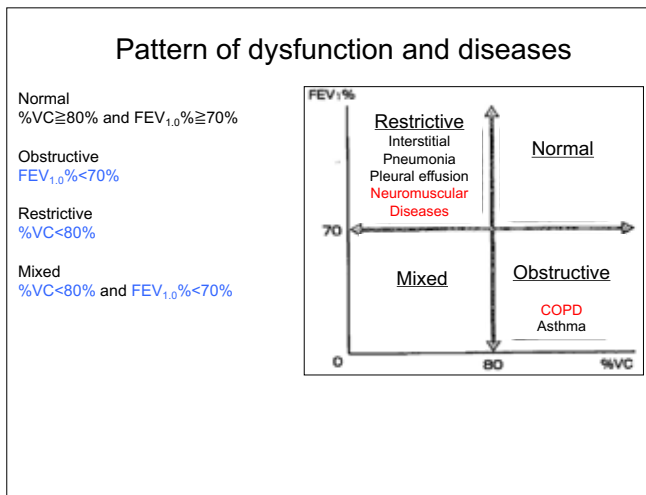 Pattern of dysfunction and diseases
Normal
%VC≧80% and FEV1.0%≧70%
Obstructive
FEV1.0%<70%
Restrictive
%VC<80%
Mixed
%VC<80% and FEV1.0%<70%
FEV1%
Restrictive
Interstitial
Pneumonia
Pleural effusion
Neuromuscular
Diseases
Normal
70
Mixed
Obstructive
COPD
Asthma
0
80
%VC